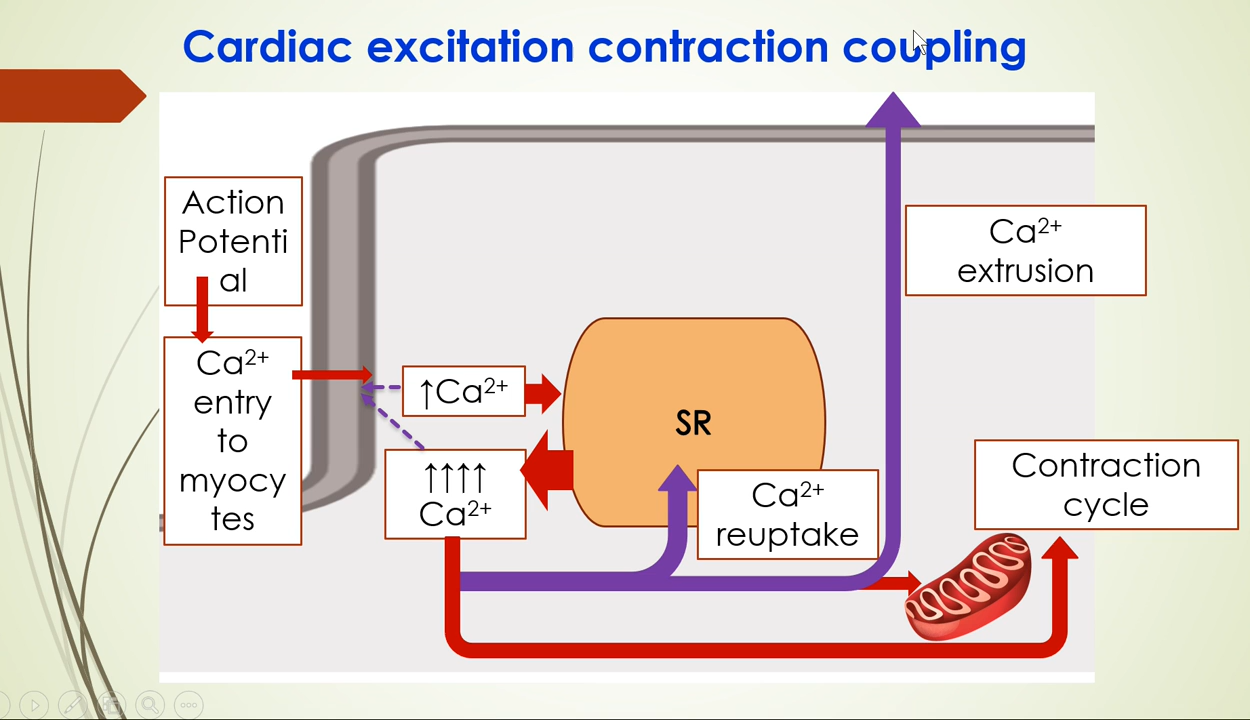 Cardiac excitation contraction coupling
Action
Potenti
al
Ca²⁺
entry
to
myocy
tes
↑Ca²⁺
↑↑↑↑
Ca²⁺
SR
Ca²⁺
reuptake
Ca²⁺
extrusion
Contraction
cycle